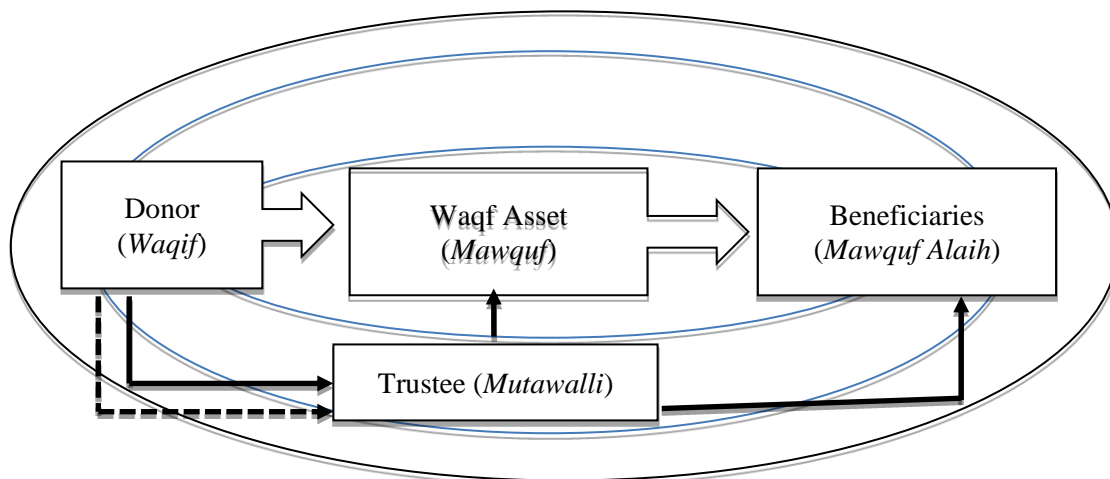 Donor
(Waqif)
Waqf Asset
(Mawquf)
Beneficiaries
(Mawquf Alaih)
Trustee (Mutawalli)